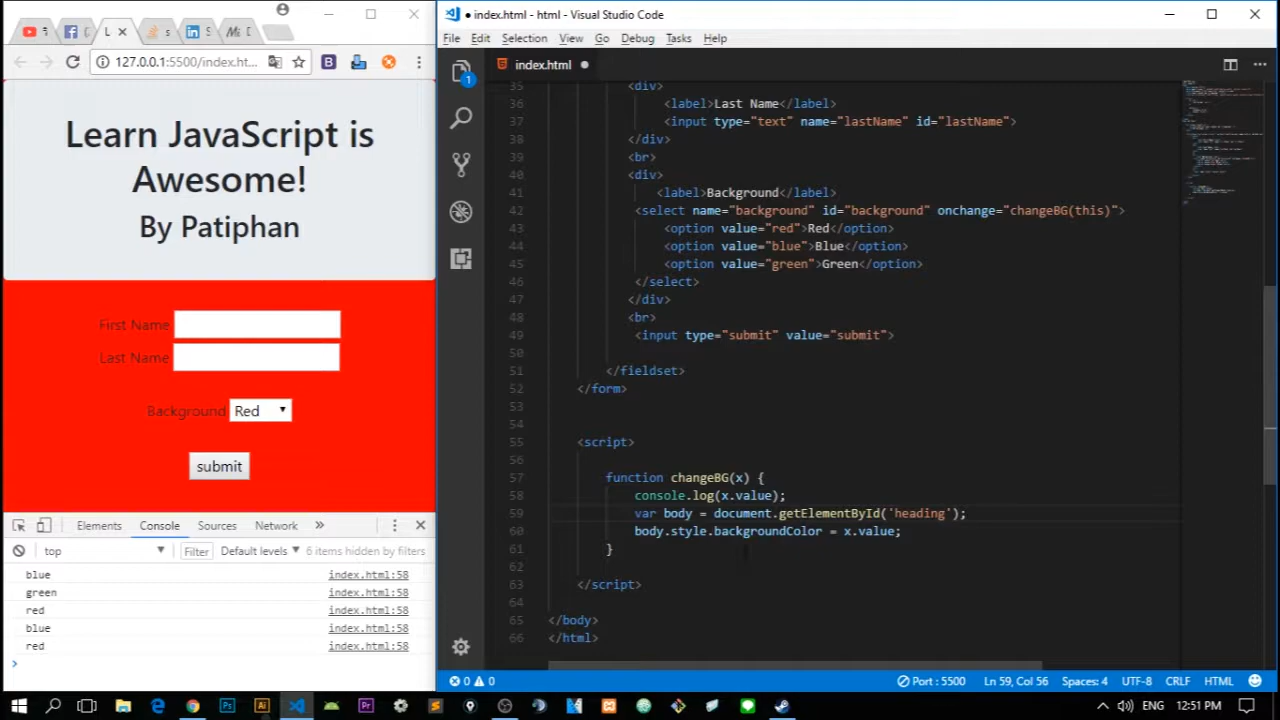 127.0.0.1:5500/index.ht...
Learn JavaScript is
Awesome!
By Patiphan
First Name
Last Name
Background Red
submit
Elements Console Sources Network »
top Filter Default levels 6 items hidden by filters
blue index.html:58
green index.html:58
red index.html:58
blue index.html:58
red index.html:58
>
● index.html - html - Visual Studio Code
File Edit Selection View Go Debug Tasks Help
1
index.html ●
35 <div>
36 <label>Last Name</label>
37 <input type="text" name="lastName" id="lastName">
38 </div>
39 <br>
40 <div>
41 <label>Background</label>
42 <select name="background" id="background" onchange="changeBG(this)">
43 <option value="red">Red</option>
44 <option value="blue">Blue</option>
45 <option value="green">Green</option>
46 </select>
47 </div>
48 <br>
49 <input type="submit" value="submit">
50
51 </fieldset>
52 </form>
53
54
55 <script>
56
57 function changeBG(x) {
58 console.log(x.value);
59 var body = document.getElementById('heading');
60 body.style.backgroundColor = x.value;
61 }
62
63 </script>
64
65 </body>
66 </html>
0 0 Port : 5500 Ln 59, Col 56 Spaces: 4 UTF-8 CRLF HTML
ENG 12:51 PM